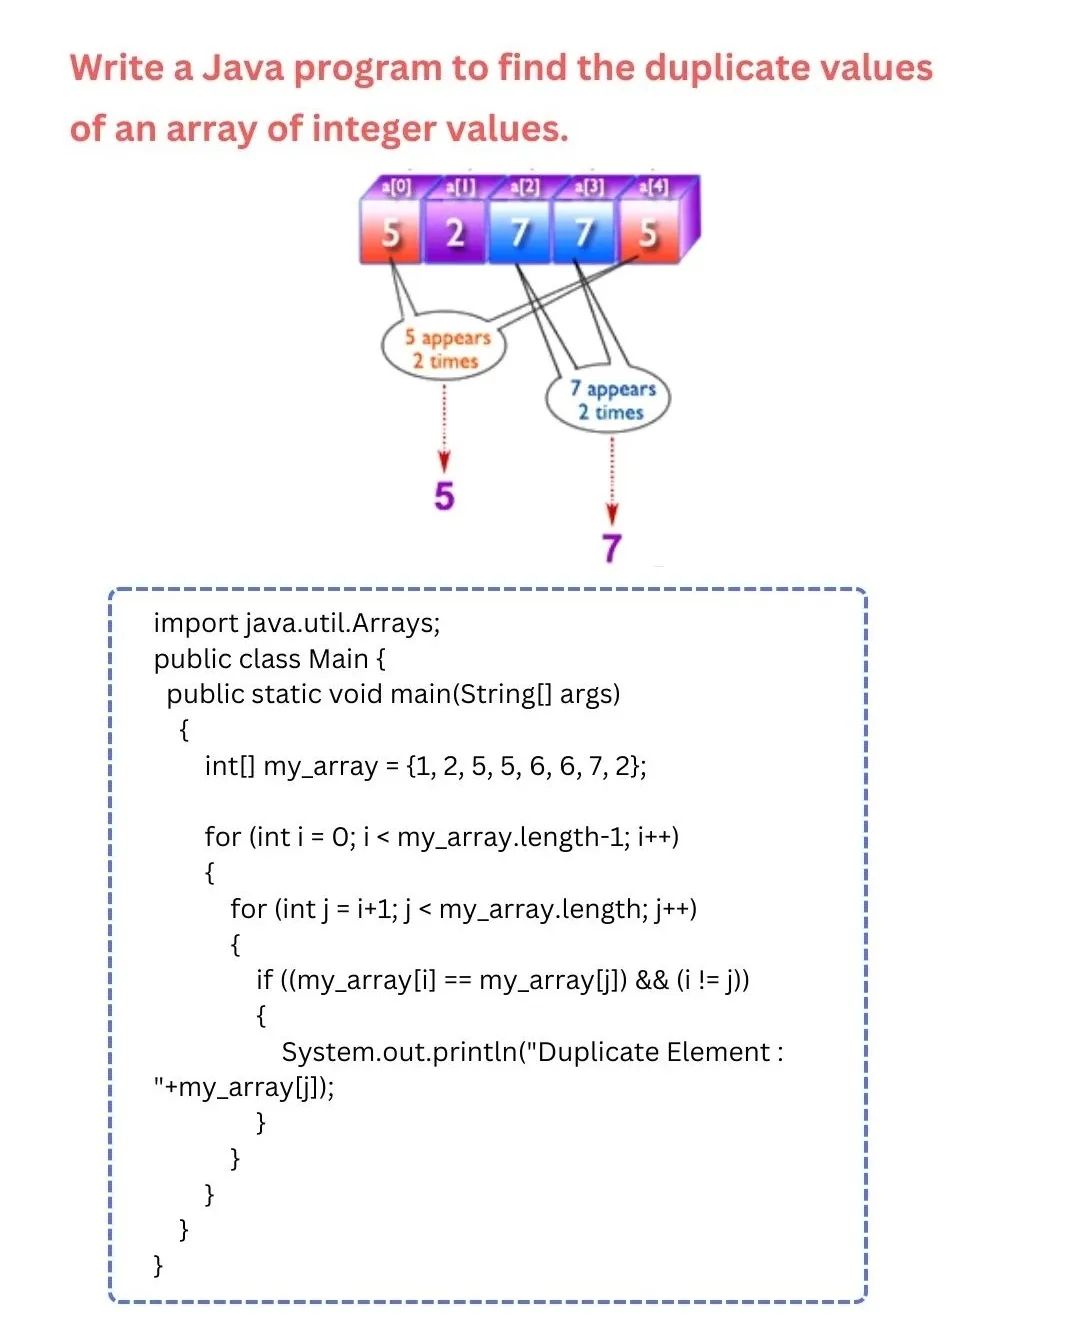 Write a Java program to find the duplicate values
of an array of integer values.
a[0] a[1] a[2] a[3] a[4]
5 2 7 7 5
5 appears
2 times
7 appears
2 times
5
7
import java.util.Arrays;
public class Main {
public static void main(String[] args)
{
int[] my_array = {1, 2, 5, 5, 6, 6, 7, 2};
for (int i = 0; i < my_array.length-1; i++)
{
for (int j = i+1; j < my_array.length; j++)
{
if ((my_array[i] == my_array[j]) && (i != j))
{
System.out.println("Duplicate Element :
"+my_array[j]);
}
}
}
}
}